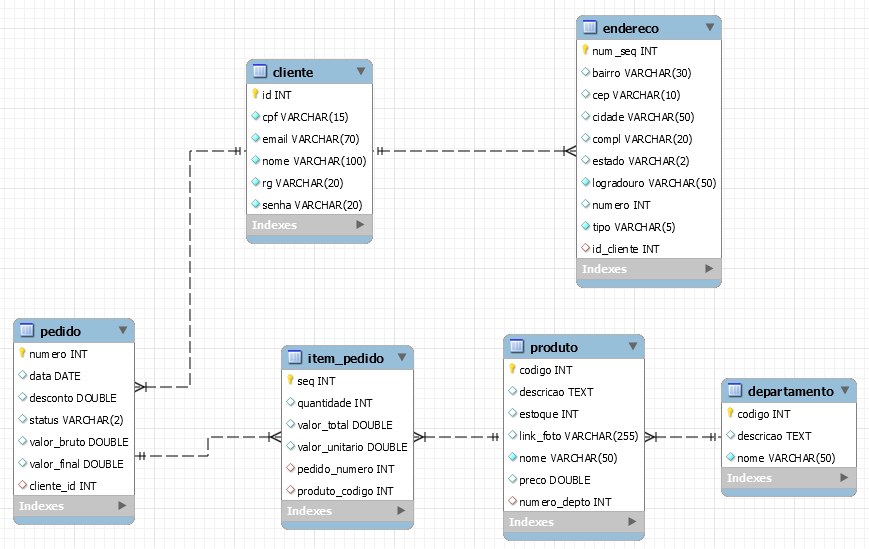 endereco
num_seq INT
bairro VARCHAR(30)
cep VARCHAR(10)
cidade VARCHAR(50)
compl VARCHAR(20)
estado VARCHAR(2)
logradouro VARCHAR(50)
numero INT
tipo VARCHAR(5)
id_cliente INT
Indexes
cliente
id INT
cpf VARCHAR(15)
email VARCHAR(70)
nome VARCHAR(100)
rg VARCHAR(20)
senha VARCHAR(20)
Indexes
pedido
numero INT
data DATE
desconto DOUBLE
status VARCHAR(2)
valor_bruto DOUBLE
valor_final DOUBLE
cliente_id INT
Indexes
item_pedido
seq INT
quantidade INT
valor_total DOUBLE
valor_unitario DOUBLE
pedido_numero INT
produto_codigo INT
Indexes
produto
codigo INT
descricao TEXT
estoque INT
link_foto VARCHAR(255)
nome VARCHAR(50)
preco DOUBLE
numero_depto INT
Indexes
departamento
codigo INT
descricao TEXT
nome VARCHAR(50)
Indexes